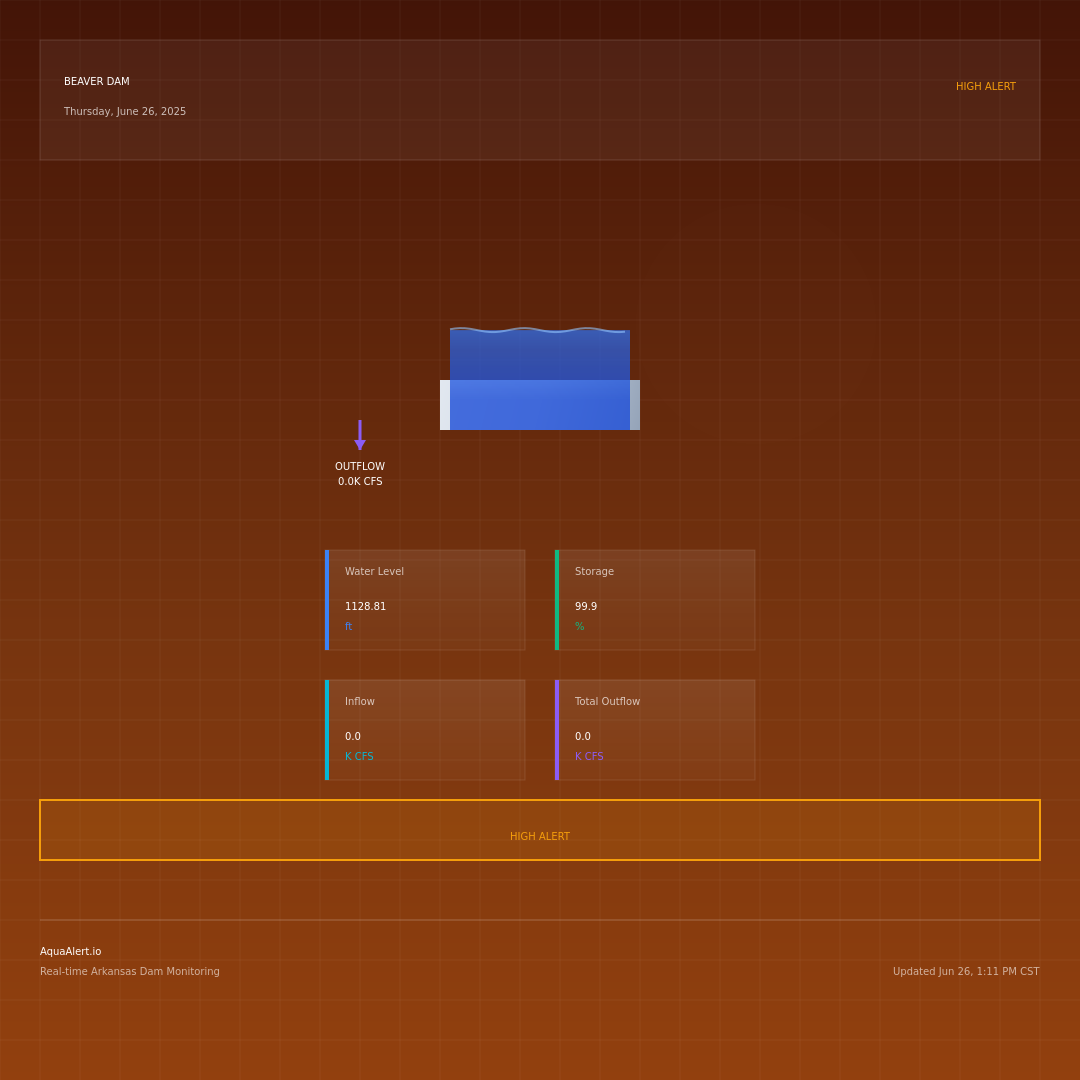 BEAVER DAM
HIGH ALERT
Thursday, June 26, 2025
OUTFLOW
0.0K CFS
Water Level
1128.81
ft
Storage
99.9
%
Inflow
0.0
K CFS
Total Outflow
0.0
K CFS
HIGH ALERT
AquaAlert.io
Real-time Arkansas Dam Monitoring
Updated Jun 26, 1:11 PM CST